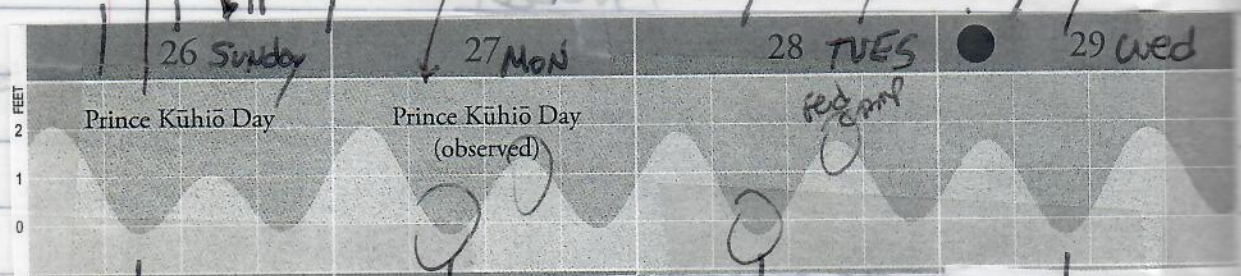 26 Sunday
27 MON
28 TUES
29 wed
FEET
2
1
0
Prince Kūhiō Day
Prince Kūhiō Day
(observed)